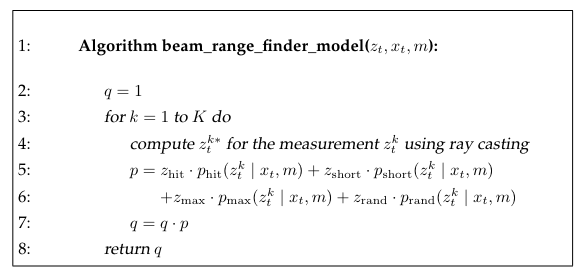 1: Algorithm beam_range_finder_model($z_t, x_t, m$):
2: $q = 1$
3: for $k = 1$ to $K$ do
4: compute $z_t^{k*}$ for the measurement $z_t^k$ using ray casting
5: $p = z_{\text{hit}} \cdot p_{\text{hit}}(z_t^k \mid x_t, m) + z_{\text{short}} \cdot p_{\text{short}}(z_t^k \mid x_t, m)$
6: $+z_{\text{max}} \cdot p_{\text{max}}(z_t^k \mid x_t, m) + z_{\text{rand}} \cdot p_{\text{rand}}(z_t^k \mid x_t, m)$
7: $q = q \cdot p$
8: return $q$